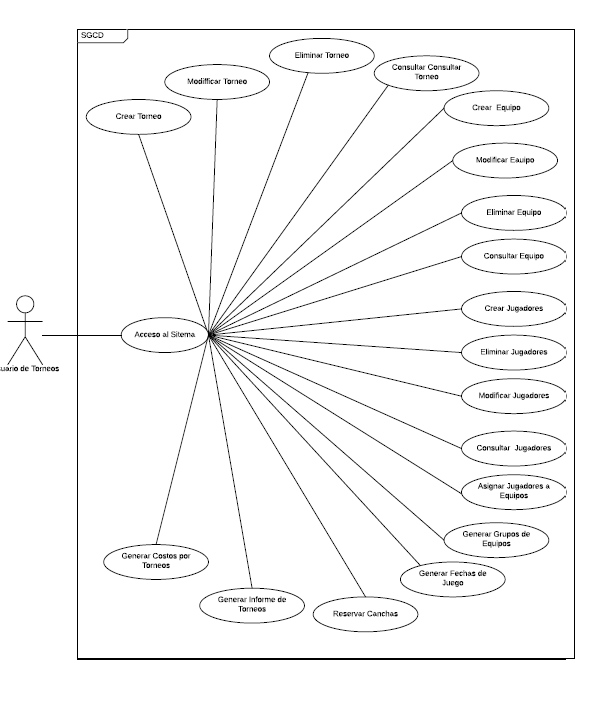 SGCD
Eliminar Torneo
Consultar Consultar
Torneo
Modiflicar Torneo
Crear Torneo
Crear Equipo
Modificar Eauipo
Eliminar Equipo
Consultar Equipo
Crear Jugadores
Acceso al Sitema
Eliminar Jugadores
uario de Torneos
Modificar Jugadores
Consultar Jugadores
Asignar Jugadores a
Equipos
Generar Grupos de
Equipos
Generar Costos por
Torneos
Generar Fechas de
Juego
Generar Informe de
Torneos
Reservar Canchas